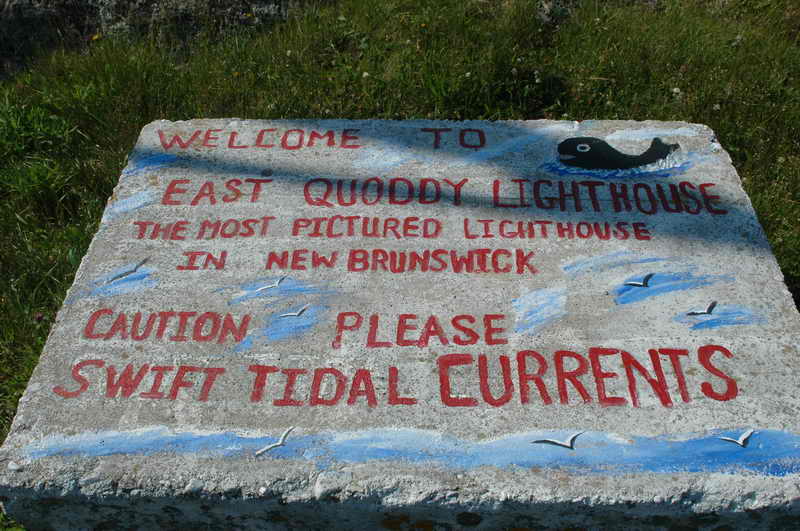 WELCOME TO
EAST QUODDY LIGHTHOUSE
THE MOST PICTURED LIGHTHOUSE
IN NEW BRUNSWICK
CAUTION PLEASE
SWIFT TIDAL CURRENTS